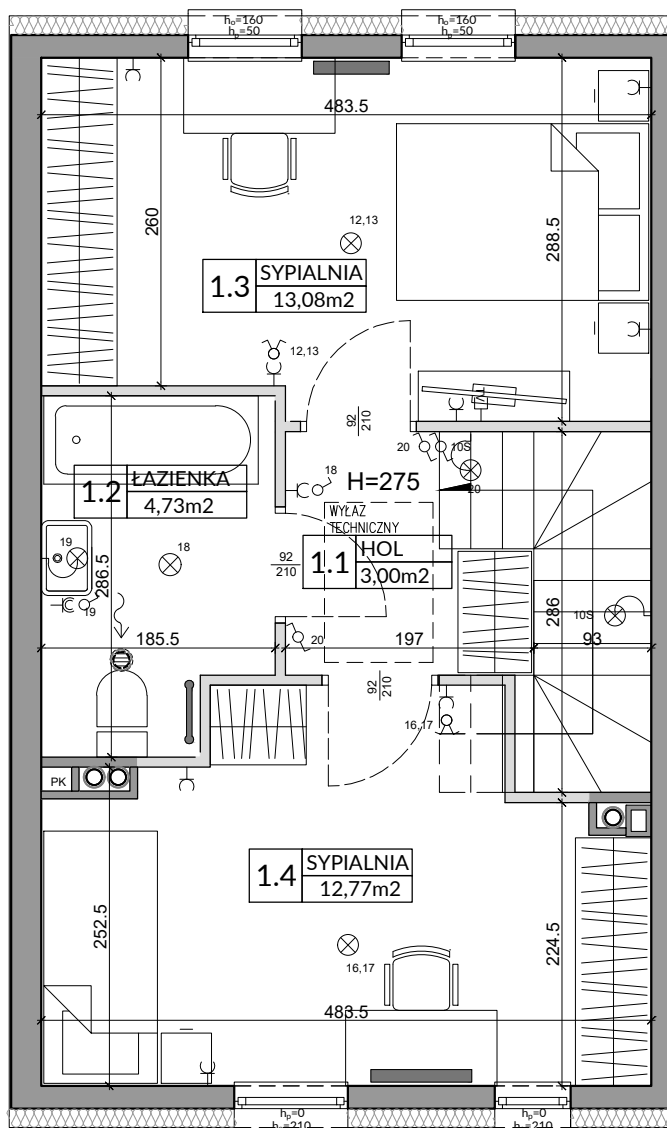 hₒ=160
hₚ=50
hₒ=160
hₚ=50
483.5
260
288.5
12,13
1.3
SYPIALNIA
13,08m2
12,13
92
210
20
10S
18
H=275
20
1.2
ŁAZIENKA
4,73m2
WYŁAZ
TECHNICZNY
19
18
286.5
92
210
1.1
HOL
3,00m2
286
19
10S
185.5
20
197
93
92
210
16,17
PK
1.4
SYPIALNIA
12,77m2
252.5
224.5
16,17
483.5
hₚ=0
hₒ=210
hₚ=0
hₒ=210